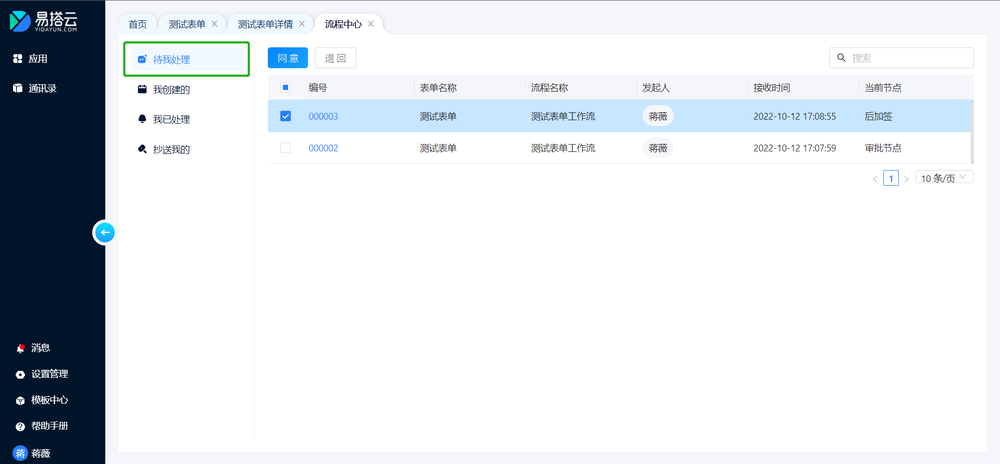 易搭云
YIDAYUN.COM
应用
通讯录
消息
设置管理
模板中心
帮助手册
蒋 蒋薇
首页 测试表单 测试表单详情 流程中心
待我处理
我创建的
我已处理
抄送我的
同 意 退 回 搜索
编号 表单名称 流程名称 发起人 接收时间 当前节点
000003 测试表单 测试表单工作流 蒋薇 2022-10-12 17:08:55 后加签
000002 测试表单 测试表单工作流 蒋薇 2022-10-12 17:07:59 审批节点
< 1 > 10 条/页